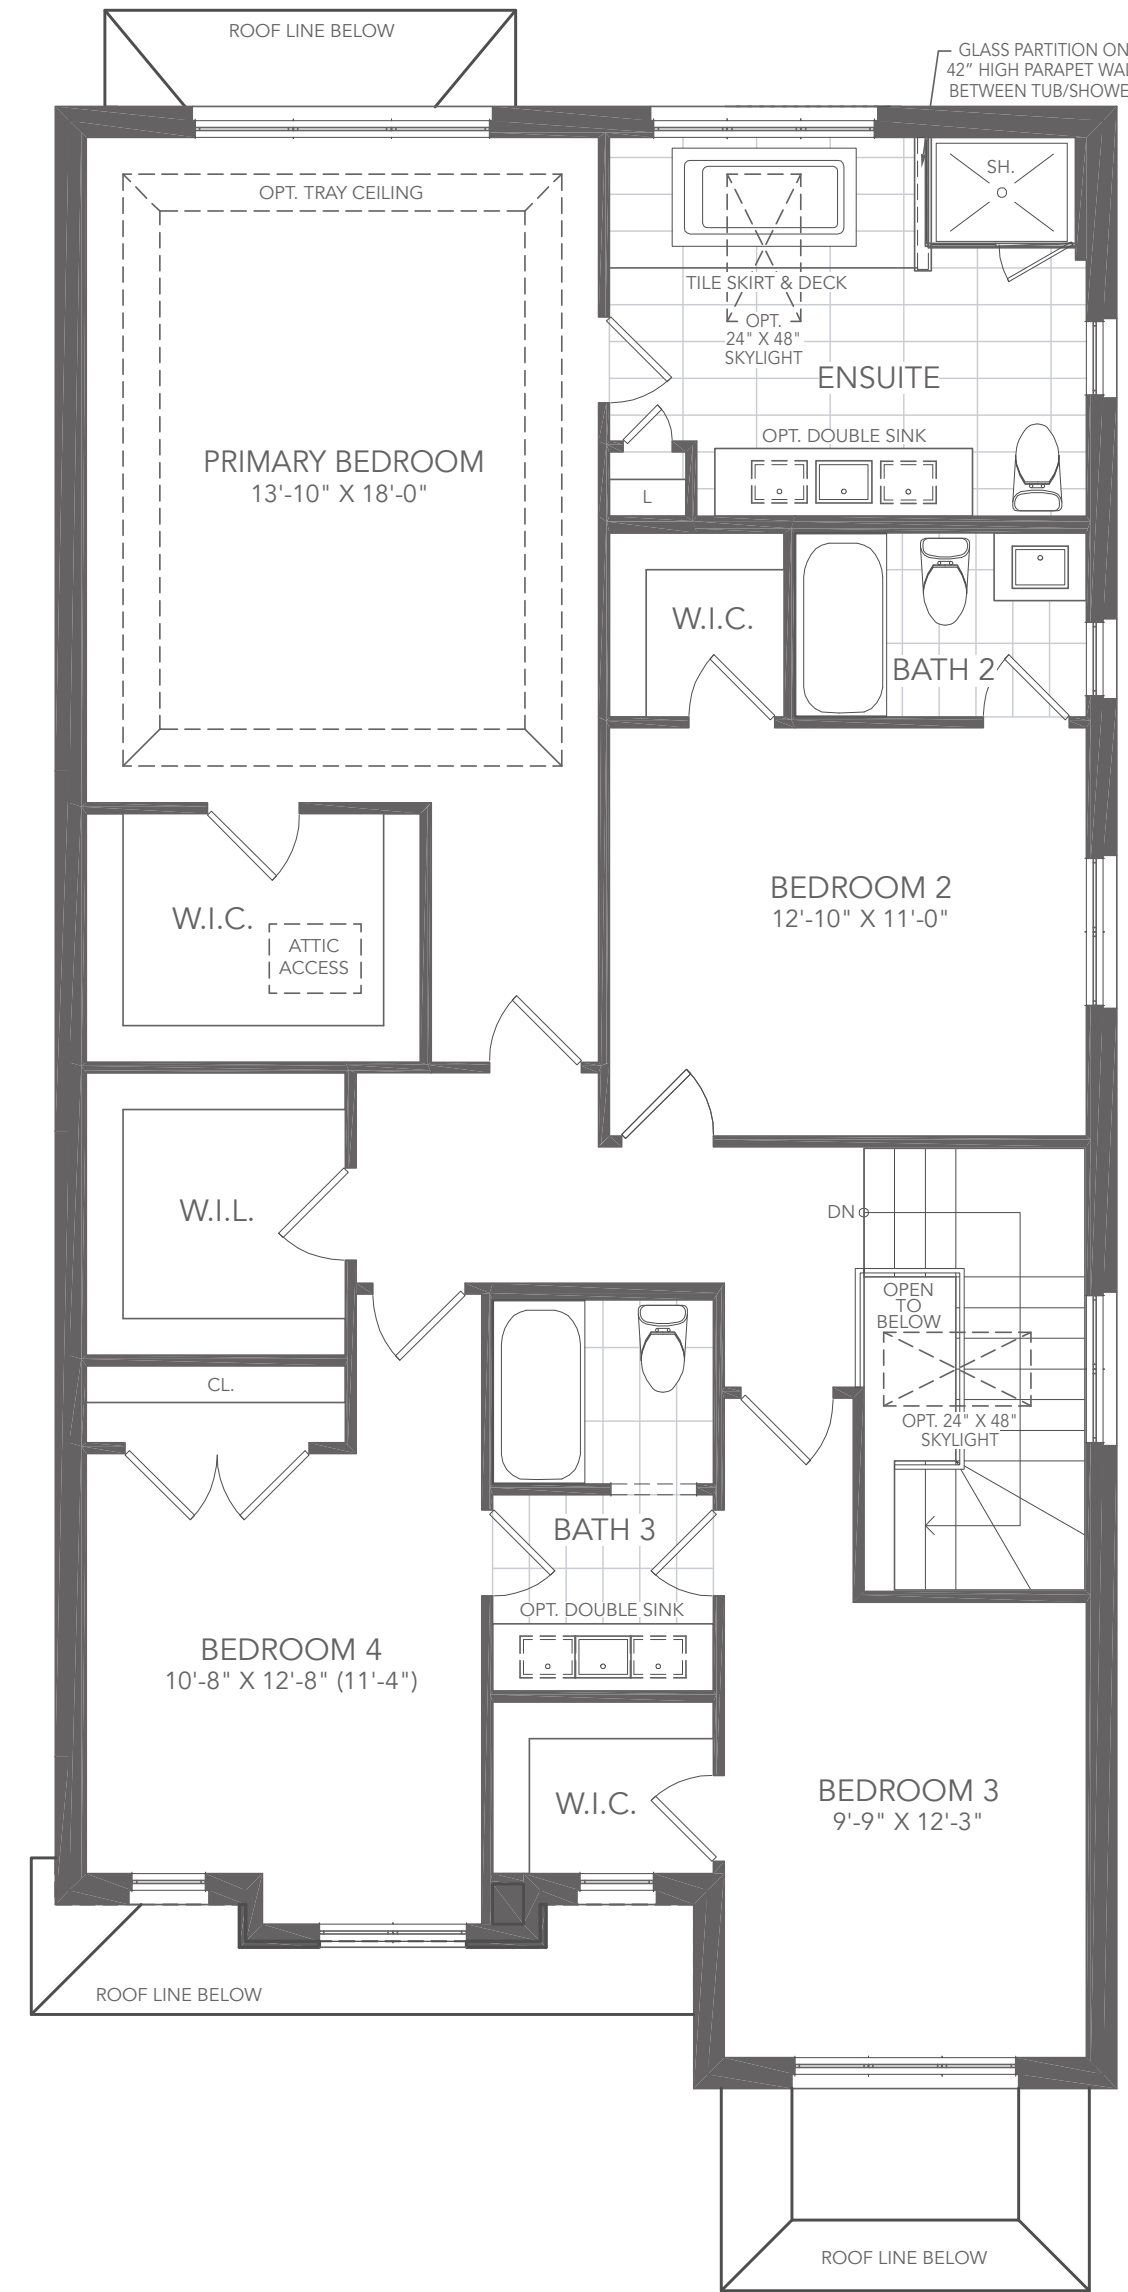 ROOF LINE BELOW
GLASS PARTITION ON
42” HIGH PARAPET WAL
BETWEEN TUB/SHOWE
SH.
OPT. TRAY CEILING
TILE SKIRT & DECK
OPT.
24" X 48"
SKYLIGHT
ENSUITE
OPT. DOUBLE SINK
PRIMARY BEDROOM
13'-10" X 18'-0"
L
W.I.C.
BATH 2
BEDROOM 2
12'-10" X 11'-0"
W.I.C.
ATTIC
ACCESS
W.I.L.
DN
OPEN
TO
BELOW
CL.
OPT. 24" X 48"
SKYLIGHT
BATH 3
OPT. DOUBLE SINK
BEDROOM 4
10'-8" X 12'-8" (11'-4")
W.I.C.
BEDROOM 3
9'-9" X 12'-3"
ROOF LINE BELOW
ROOF LINE BELOW